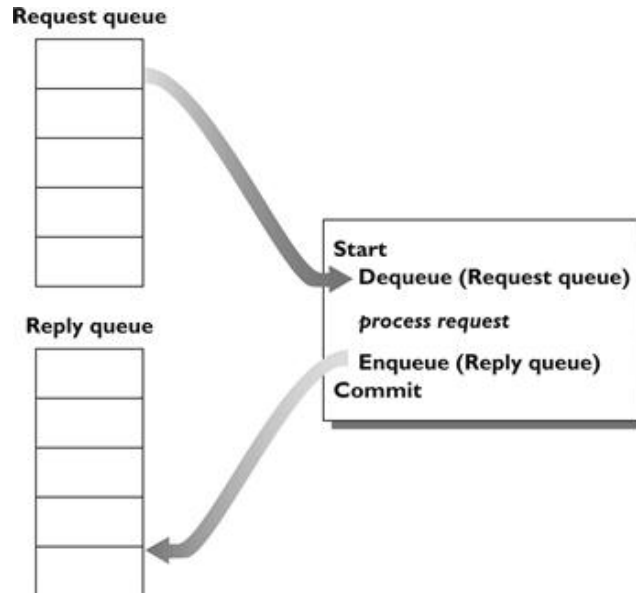 Request queue
Start
Dequeue (Request queue)
process request
Enqueue (Reply queue)
Commit
Reply queue